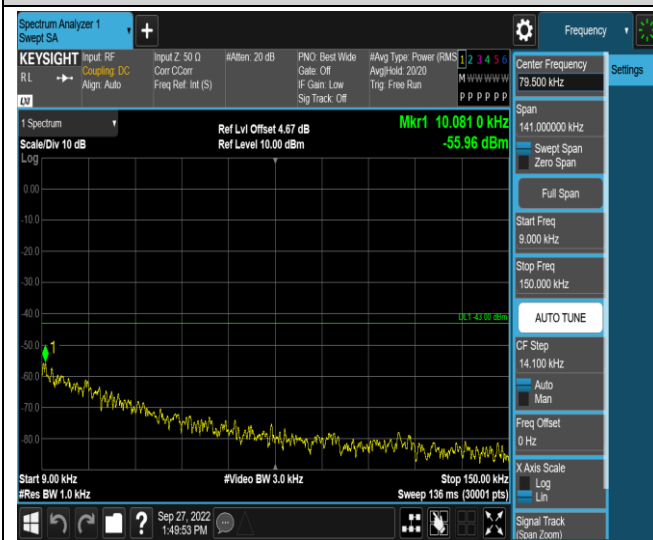 Spectrum Analyzer 1
Swept SA
+
Frequency
KEYSIGHT
RL
LXI
Input: RF
Coupling: DC
Align: Auto
Input Z: 50 Ω
Corr CCorr
Freq Ref: Int (S)
#Atten: 20 dB
PNO: Best Wide
Gate: Off
IF Gain: Low
Sig Track: Off
#Avg Type: Power (RMS
Avg|Hold: 20/20
Trig: Free Run
1 2 3 4 5 6
M W W W W W
P P P P P P
Settings
Center Frequency
79.500 kHz
Span
141.000000 kHz
Swept Span
Zero Span
Full Span
Start Freq
9.000 kHz
Stop Freq
150.000 kHz
AUTO TUNE
CF Step
14.100 kHz
Auto
Man
Freq Offset
0 Hz
X Axis Scale
Log
Lin
Signal Track
(Span Zoom)
1 Spectrum
Scale/Div 10 dB
Log
Ref Lvl Offset 4.67 dB
Ref Level 10.00 dBm
Mkr1 10.081 0 kHz
-55.96 dBm
0.00
-10.0
-20.0
-30.0
-40.0
DL1 -43.00 dBm
-50.0
1
-60.0
-70.0
-80.0
Start 9.00 kHz
#Video BW 3.0 kHz
Stop 150.00 kHz
#Res BW 1.0 kHz
Sweep 136 ms (30001 pts)
?
Sep 27, 2022
1:49:53 PM